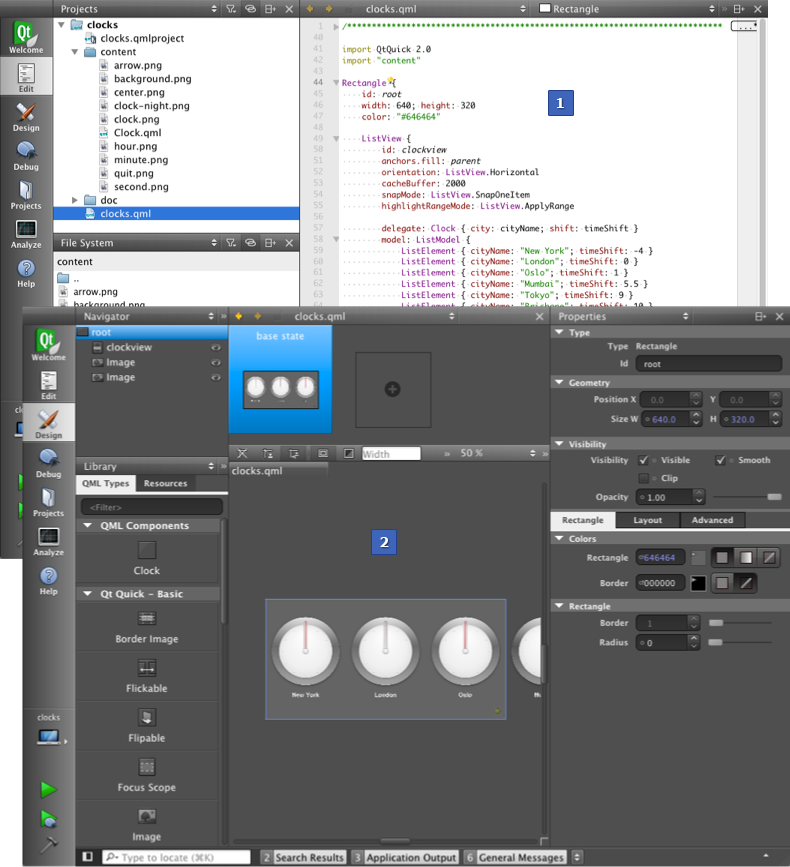 Projects
clocks
clocks.qmlproject
content
arrow.png
background.png
center.png
clock-night.png
clock.png
Clock.qml
hour.png
minute.png
quit.png
second.png
doc
clocks.qml
File System
content
..
arrow.png
background.png
Qt
Welcome
Edit
Design
Debug
Projects
Analyze
Help
clocks.qml Rectangle
1 /****************************************************************************** ...
40
41 import QtQuick 2.0
42 import "content"
43
44 Rectangle {
45 id: root
46 width: 640; height: 320
47 color: "#646464"
48
49 ListView {
50 id: clockview
51 anchors.fill: parent
52 orientation: ListView.Horizontal
53 cacheBuffer: 2000
54 snapMode: ListView.SnapOneItem
55 highlightRangeMode: ListView.ApplyRange
56
57 delegate: Clock { city: cityName; shift: timeShift }
58 model: ListModel {
59 ListElement { cityName: "New York"; timeShift: -4 }
60 ListElement { cityName: "London"; timeShift: 0 }
61 ListElement { cityName: "Oslo"; timeShift: 1 }
62 ListElement { cityName: "Mumbai"; timeShift: 5.5 }
63 ListElement { cityName: "Tokyo"; timeShift: 9 }
64 ListElement { cityName: "Brisbane"; timeShift: 10 }
1
Qt
Welcome
Edit
Design
Debug
Projects
Analyze
Help
clocks
Navigator
root
clockview
Image
Image
Library
QML Types Resources
<Filter>
QML Components
Clock
Qt Quick - Basic
Border Image
Flickable
Flipable
Focus Scope
Image
clocks.qml
base state
Width » 50 %
clocks.qml
2
New York London Oslo
Properties
Type
Type Rectangle
Id root
Geometry
Position X 0.0 Y 0.0
Size W 640.0 H 320.0
Visibility
Visibility Visible Smooth
Clip
Opacity 1.00
Rectangle Layout Advanced
Colors
Rectangle #646464
Border #000000
Rectangle
Border 1
Radius 0
Type to locate (⌘K) 2 Search Results 3 Application Output 6 General Messages